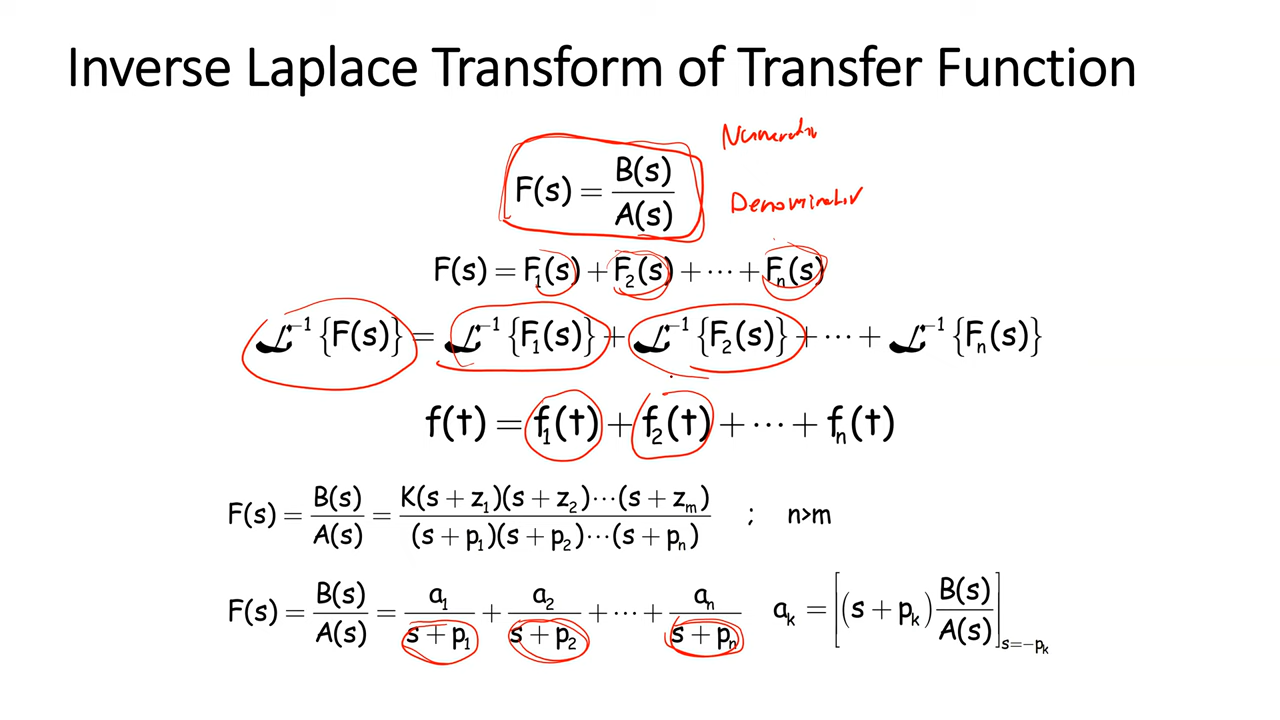 Inverse Laplace Transform of Transfer Function
Numerator
F(s) = B(s)/A(s)
Denominator
F(s) = F₁(s) + F₂(s) + ⋯ + Fₙ(s)
ℒ⁻¹{F(s)} = ℒ⁻¹{F₁(s)} + ℒ⁻¹{F₂(s)} + ⋯ + ℒ⁻¹{Fₙ(s)}
f(t) = f₁(t) + f₂(t) + ⋯ + fₙ(t)
F(s) = B(s)/A(s) = K(s + z₁)(s + z₂)⋯(s + zₘ)/(s + p₁)(s + p₂)⋯(s + pₙ) ; n>m
F(s) = B(s)/A(s) = a₁/(s + p₁) + a₂/(s + p₂) + ⋯ + aₙ/(s + pₙ) aₖ = [(s + pₖ) B(s)/A(s)]ₛ₌₋ₚₖ